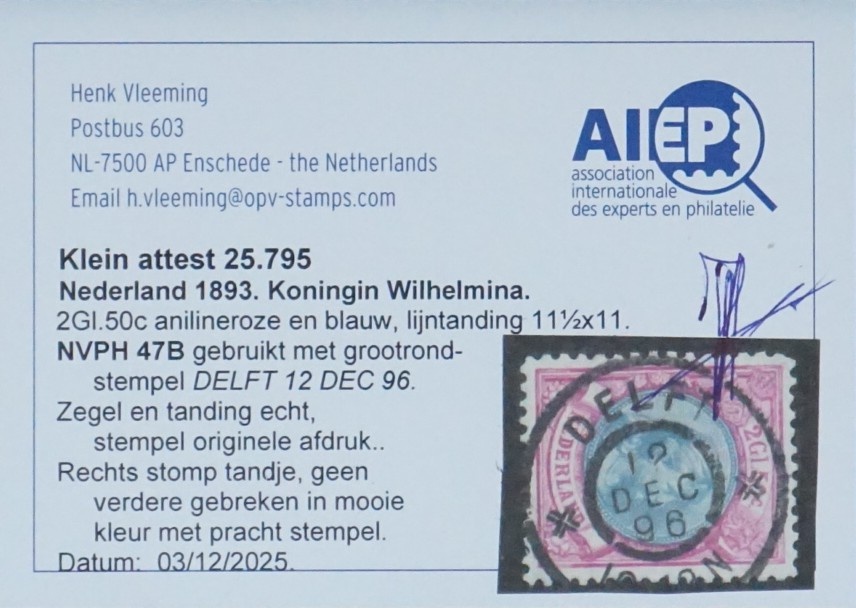 Henk Vleeming
Postbus 603
NL-7500 AP Enschede - the Netherlands
Email h.vleeming@opv-stamps.com
AIEP
association
internationale
des experts en philatelie
Klein attest 25.795
Nederland 1893. Koningin Wilhelmina.
2Gl.50c anilineroze en blauw, lijntanding 11½x11.
NVPH 47B gebruikt met grootrond-
stempel DELFT 12 DEC 96.
Zegel en tanding echt,
stempel originele afdruk..
Rechts stomp tandje, geen
verdere gebreken in mooie
kleur met pracht stempel.
Datum: 03/12/2025.
DELFT
12
DEC
96
2Gl